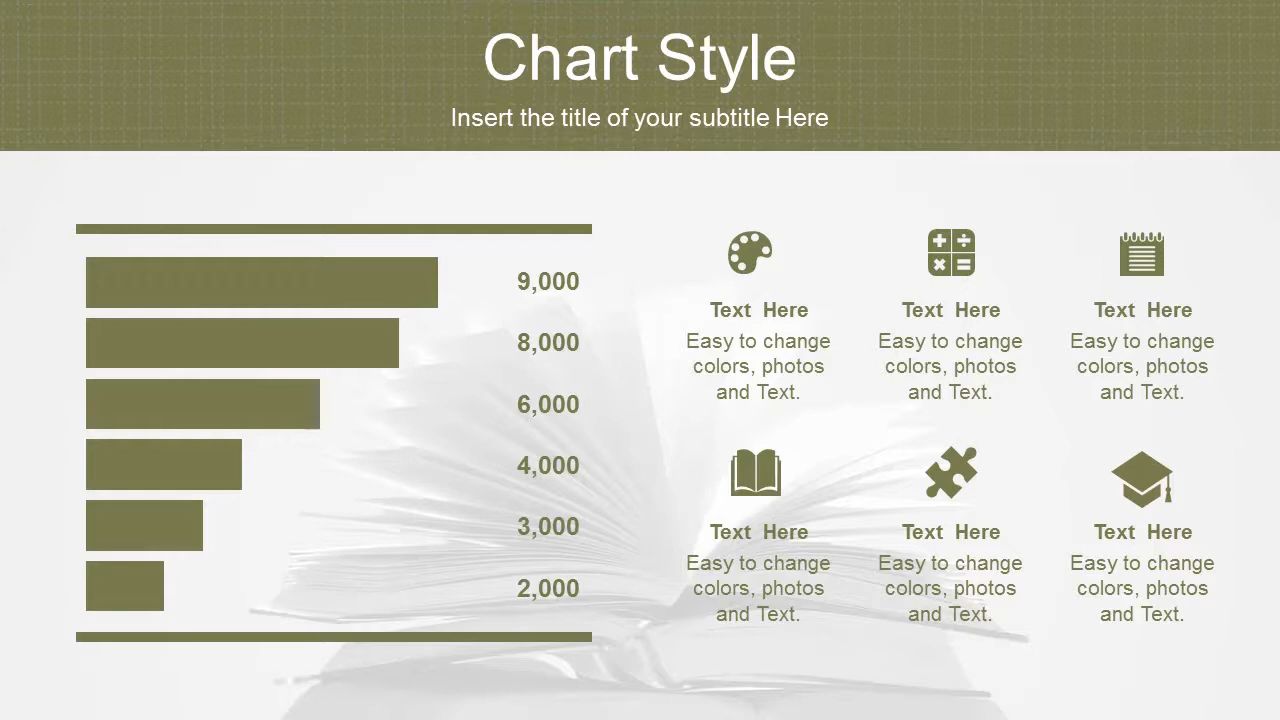 Chart Style
Insert the title of your subtitle Here
9,000
8,000
6,000
4,000
3,000
2,000
Text Here
Easy to change
colors, photos
and Text.
Text Here
Easy to change
colors, photos
and Text.
Text Here
Easy to change
colors, photos
and Text.
Text Here
Easy to change
colors, photos
and Text.
Text Here
Easy to change
colors, photos
and Text.
Text Here
Easy to change
colors, photos
and Text.